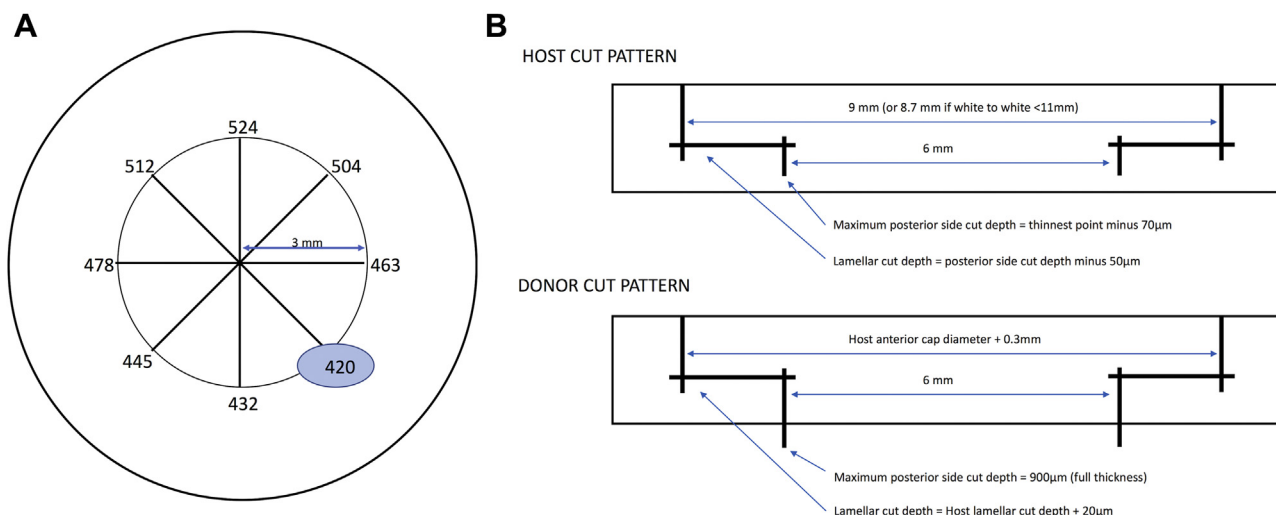 A
524
512
504
3 mm
478
463
445
420
432
B
HOST CUT PATTERN
9 mm (or 8.7 mm if white to white <11mm)
6 mm
Maximum posterior side cut depth = thinnest point minus 70μm
Lamellar cut depth = posterior side cut depth minus 50μm
DONOR CUT PATTERN
Host anterior cap diameter + 0.3mm
6 mm
Maximum posterior side cut depth = 900μm (full thickness)
Lamellar cut depth = Host lamellar cut depth + 20μm